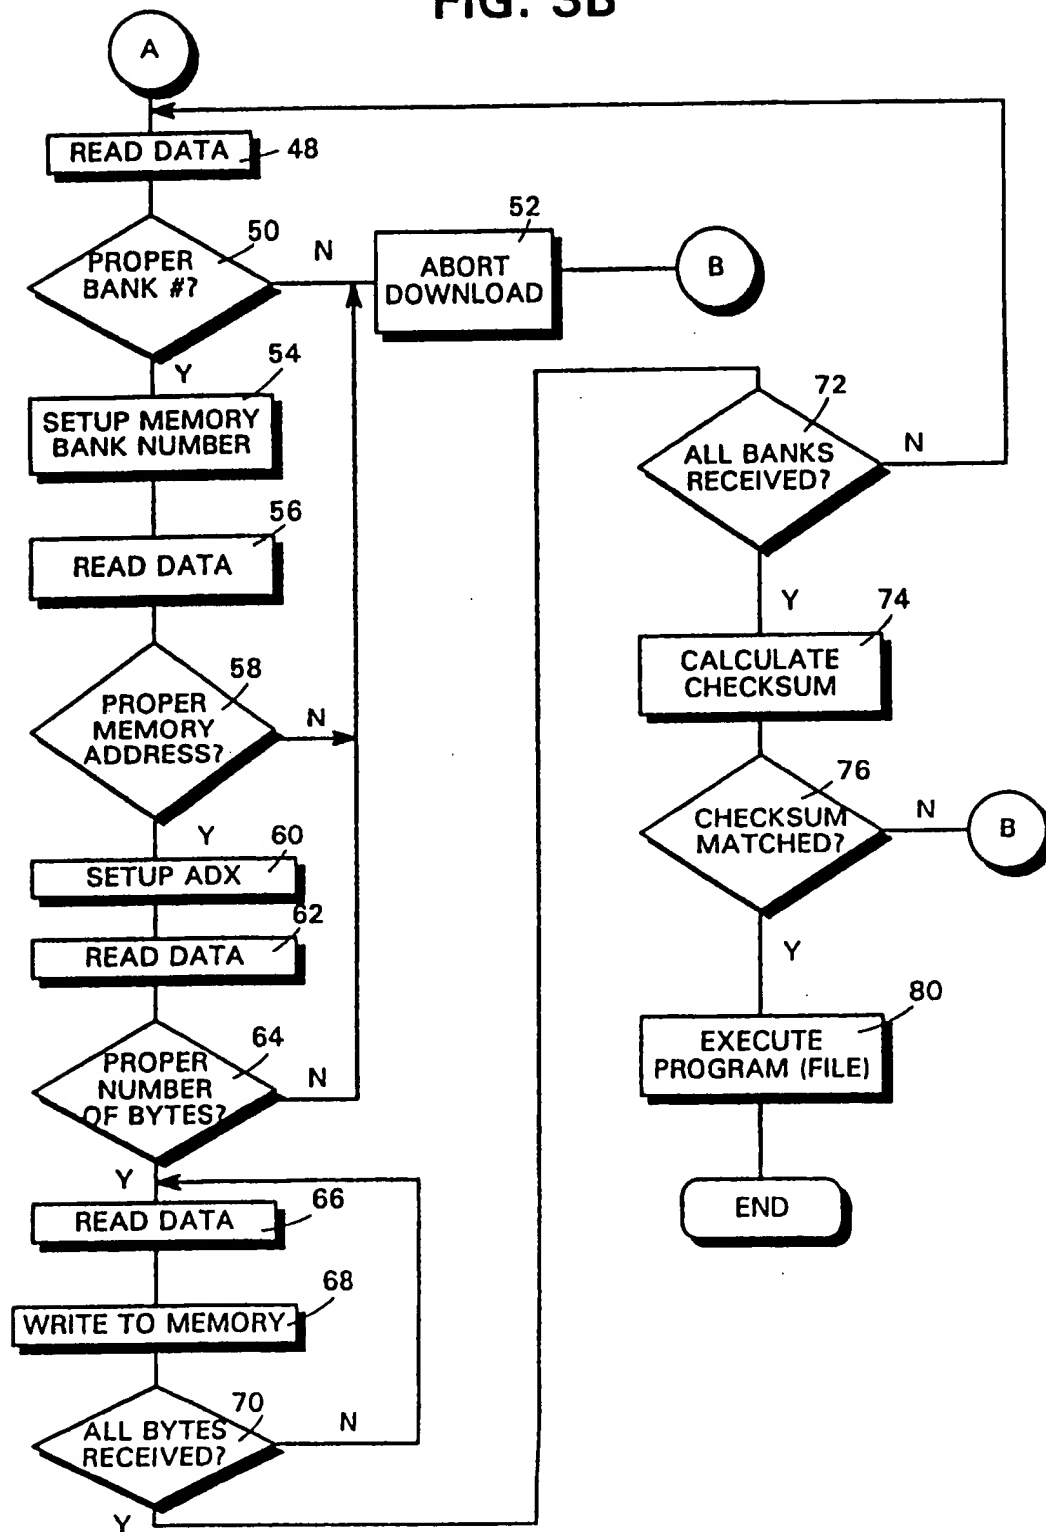 FIG. 3B
A
READ DATA
48
PROPER
BANK #?
50
N
ABORT
DOWNLOAD
52
B
Y
SETUP MEMORY
BANK NUMBER
54
READ DATA
56
PROPER
MEMORY
ADDRESS?
58
N
Y
SETUP ADX
60
READ DATA
62
PROPER
NUMBER
OF BYTES?
64
N
Y
READ DATA
66
WRITE TO MEMORY
68
ALL BYTES
RECEIVED?
70
N
Y
ALL BANKS
RECEIVED?
72
N
Y
CALCULATE
CHECKSUM
74
CHECKSUM
MATCHED?
76
N
B
Y
EXECUTE
PROGRAM (FILE)
80
END